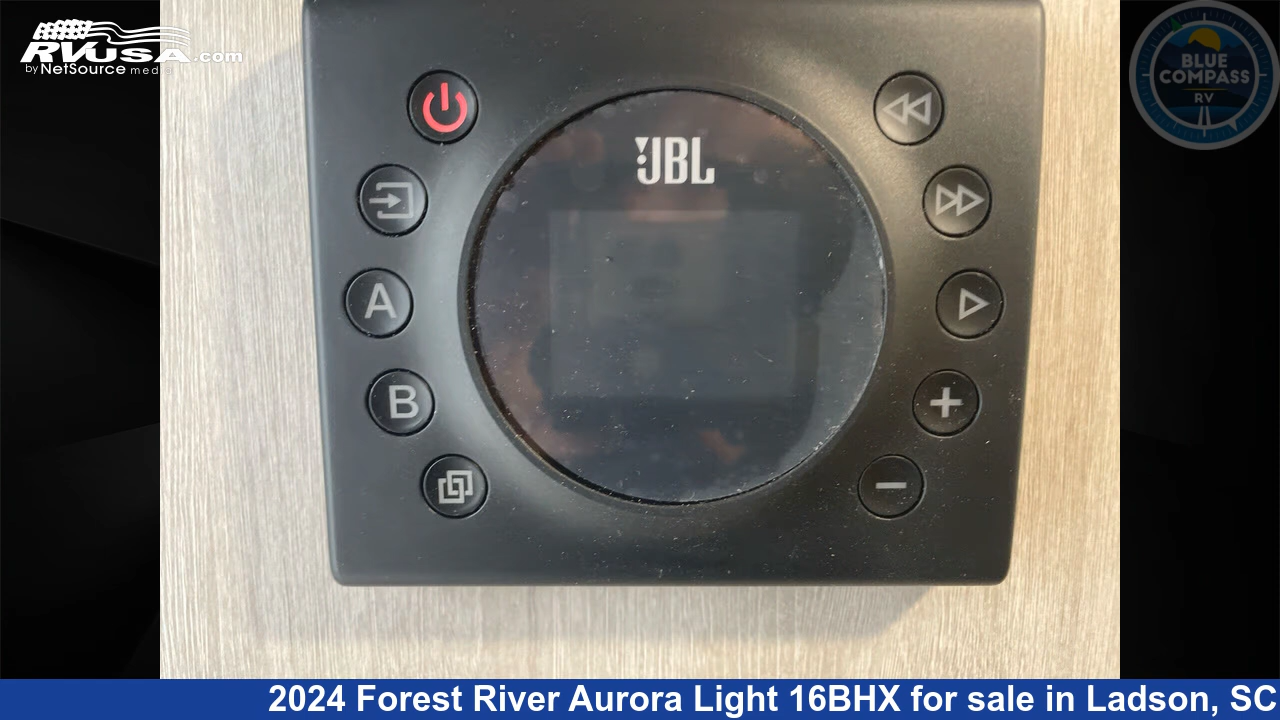 RVUSA.com
by NetSource media
BLUE
COMPASS
RV
JBL
A
B
2024 Forest River Aurora Light 16BHX for sale in Ladson, SC